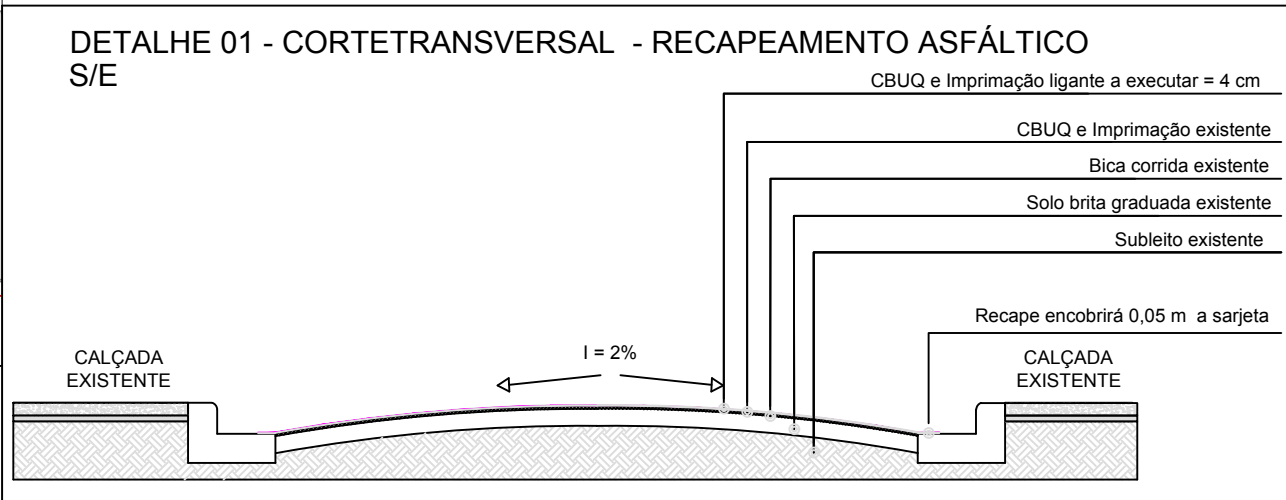 DETALHE 01 - CORTETRANSVERSAL - RECAPEAMENTO ASFÁLTICO
S/E
CBUQ e Imprimação ligante a executar = 4 cm
CBUQ e Imprimação existente
Bica corrida existente
Solo brita graduada existente
Subleito existente
Recape encobrirá 0,05 m a sarjeta
CALÇADA
EXISTENTE
I = 2%
CALÇADA
EXISTENTE